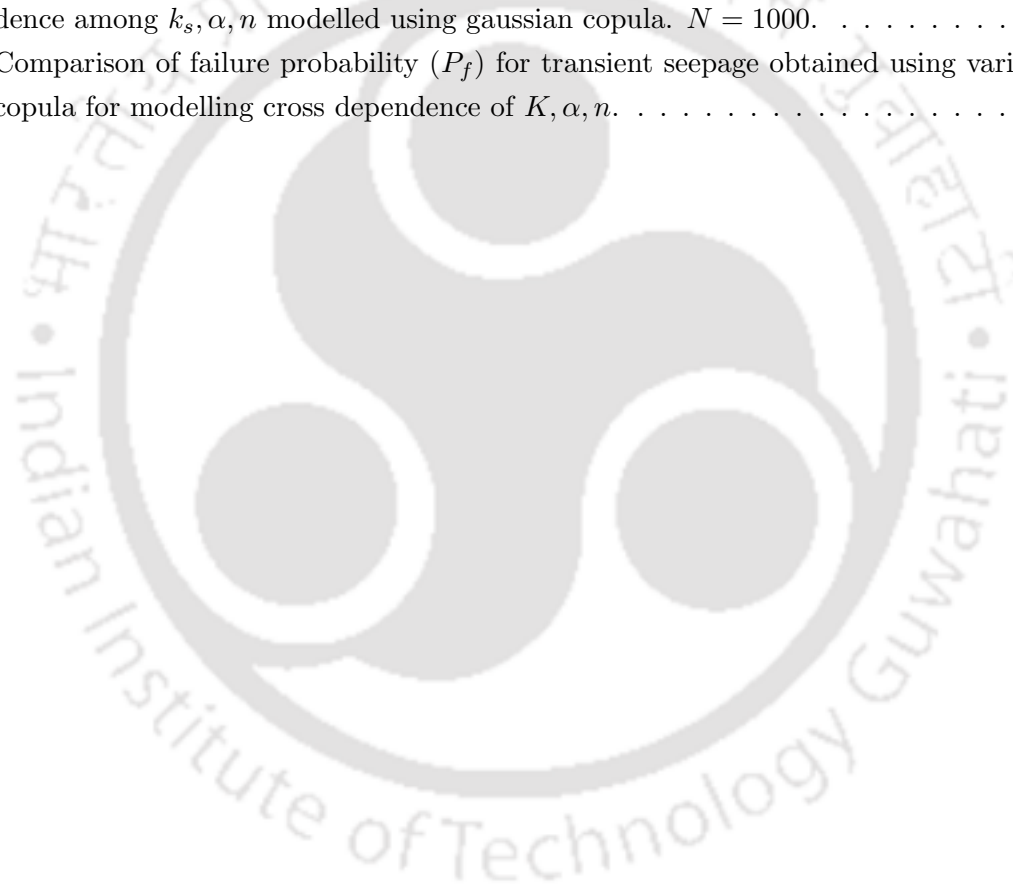 dence among $k_s, \alpha, n$ modelled using gaussian copula. $N = 1000$. . . . . . . . .
Comparison of failure probability ($P_f$) for transient seepage obtained using vari
copula for modelling cross dependence of $K, \alpha, n$. . . . . . . . . . . . . . . . . . .
Indian Institute of Technology Guwahati